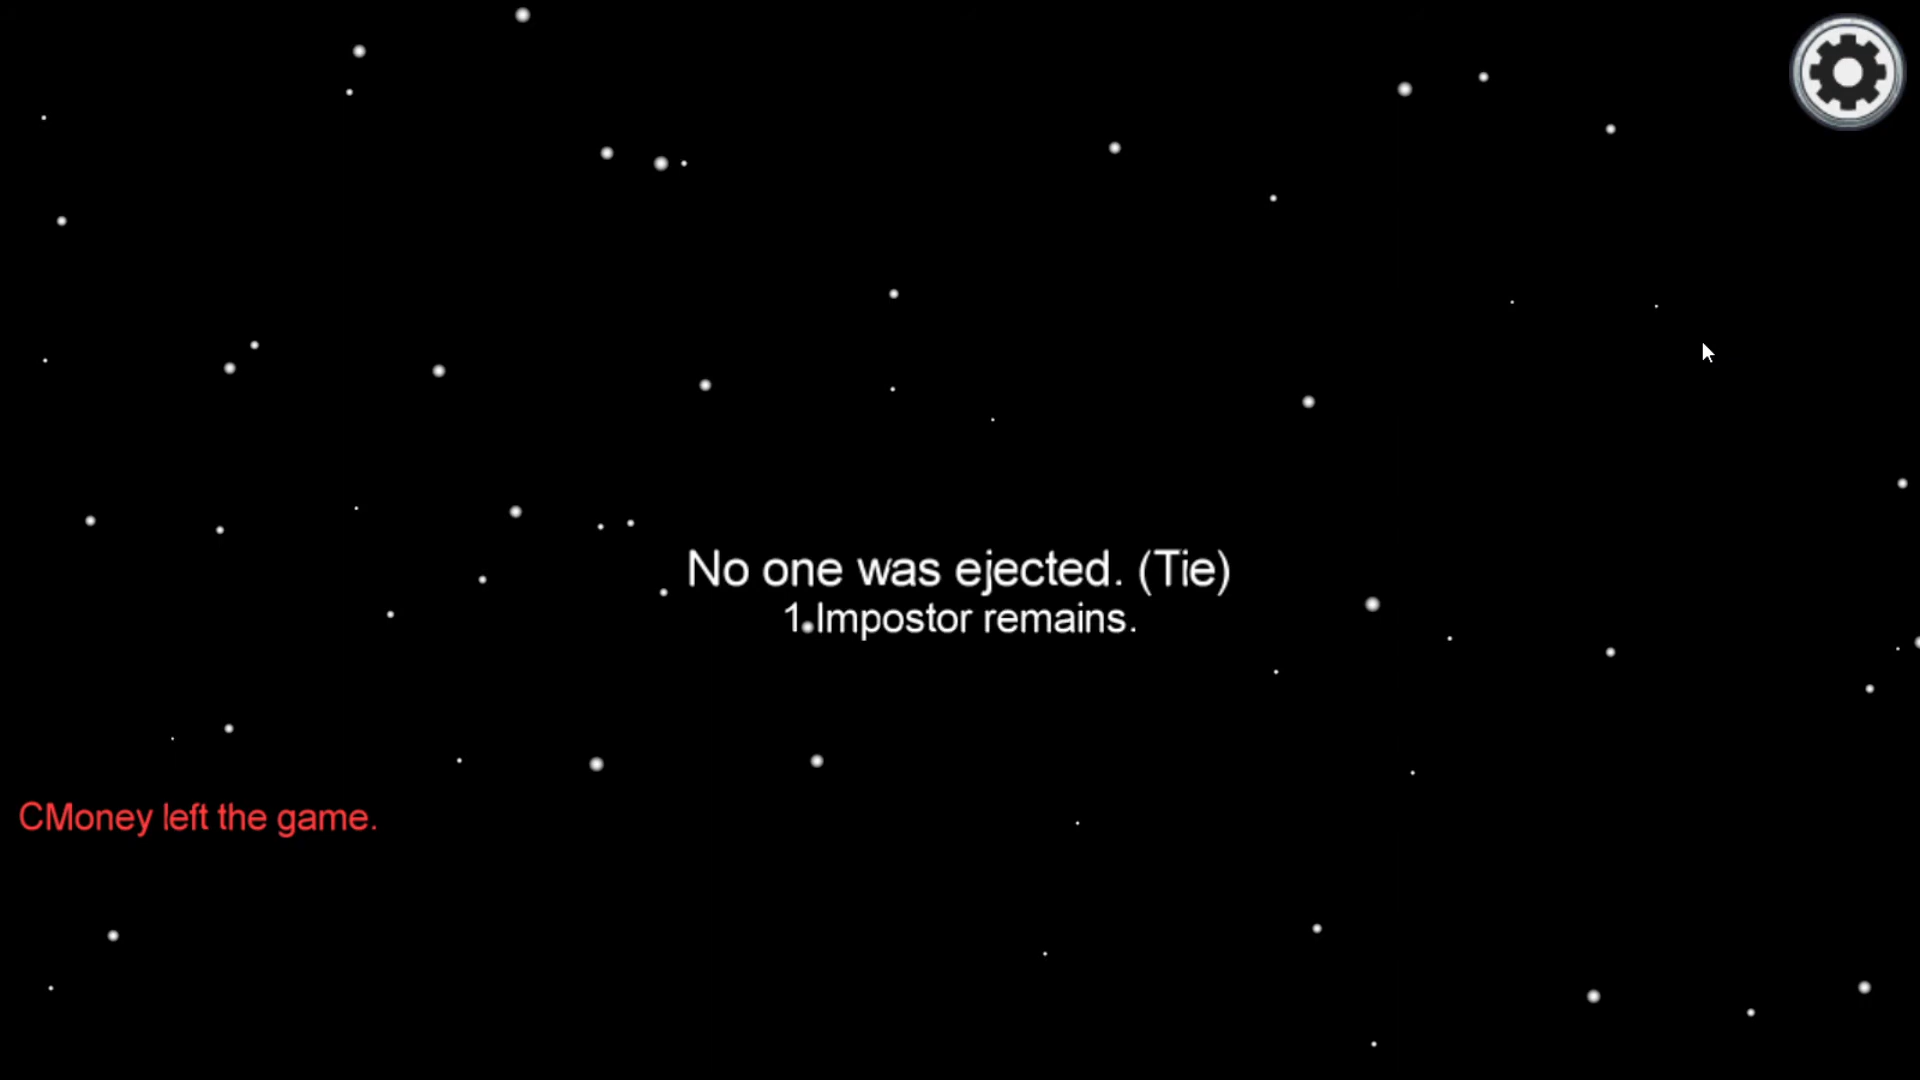 No one was ejected. (Tie)
1 Impostor remains.
CMoney left the game.